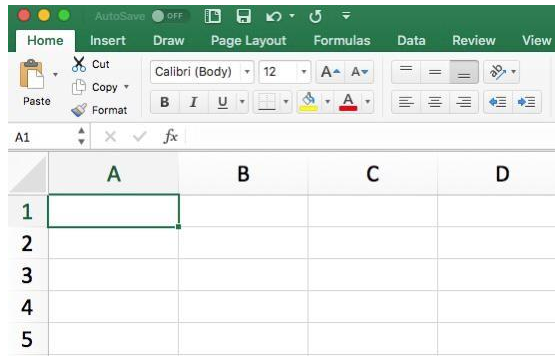 AutoSave OFF
Home Insert Draw Page Layout Formulas Data Review View
Cut
Calibri (Body) 12 A A
Copy
Paste
Format
B I U A
A1 fx
A B C D
1
2
3
4
5